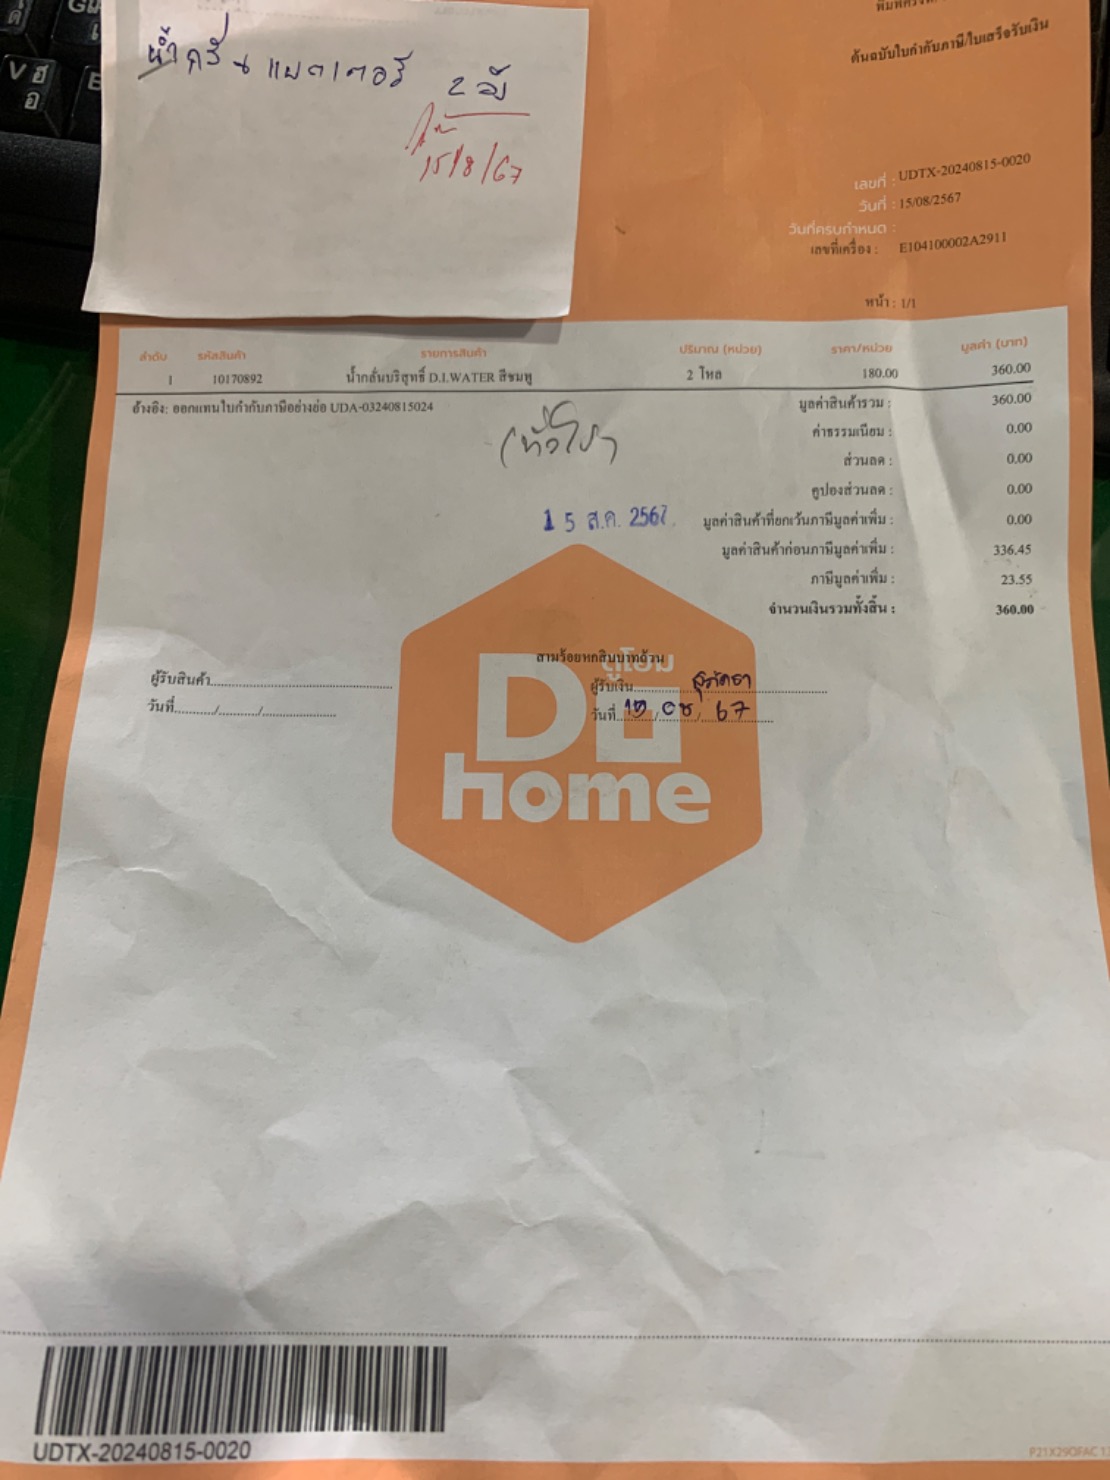 น้ำกลั่นแบตเตอรี่ 2 ลัง
15/8/67
ต้นฉบับใบกำกับภาษี/ใบเสร็จรับเงิน
เลขที่ : UDTX-20240815-0020
วันที่ : 15/08/2567
วันที่ครบกำหนด :
เลขที่เครื่อง : E104100002A2911
หน้า : 1/1
ลำดับ รหัสสินค้า รายการสินค้า ปริมาณ (หน่วย) ราคา/หน่วย มูลค่า (บาท)
1 10170892 น้ำกลั่นบริสุทธิ์ D.I.WATER สีชมพู 2 โหล 180.00 360.00
อ้างอิง: ออกแทนใบกำกับภาษีอย่างย่อ UDA-03240815024
มูลค่าสินค้ารวม : 360.00
ค่าธรรมเนียม : 0.00
(ทั่วไป)
ส่วนลด : 0.00
คูปองส่วนลด : 0.00
15 ส.ค. 2567
มูลค่าสินค้าที่ยกเว้นภาษีมูลค่าเพิ่ม : 0.00
มูลค่าสินค้าก่อนภาษีมูลค่าเพิ่ม : 336.45
ภาษีมูลค่าเพิ่ม : 23.55
จำนวนเงินรวมทั้งสิ้น : 360.00
สามร้อยหกสิบบาทถ้วน
ดูโฮม
ผู้รับสินค้า
ผู้รับเงิน สุภัตรา
วันที่ / /
วันที่ 15 / 08 / 67
Do home
UDTX-20240815-0020